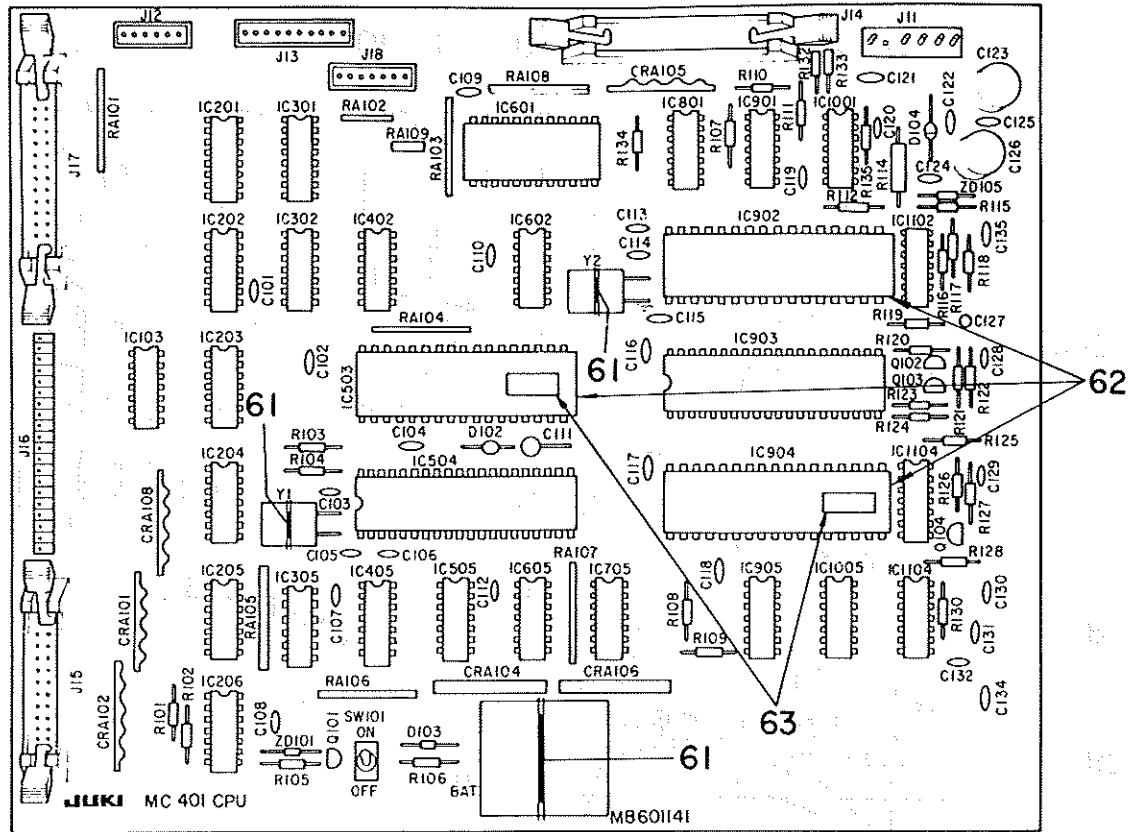 J12
J13
J18
J14
J11
C109
RA108
CRA105
R110
R132
R133
C121
C122
C123
RA101
J17
IC201
IC301
RA102
RA109
RA103
IC601
R134
IC801
R107
IC901
R111
IC1001
C120
D104
C125
C126
R135
R114
C119
R112
C124
ZD105
R115
IC202
IC302
IC402
C101
C110
IC602
C113
C114
Y2
IC902
IC1102
C135
R116
R117
R118
C115
R119
C127
RA104
61
IC103
IC203
C102
IC503
C116
IC903
R120
Q102
Q103
C128
R123
R124
R121
R122
62
J16
61
R103
R104
C104
D102
C111
R125
IC204
Y1
C103
IC504
C117
IC904
IC1104
R126
C129
R127
Q104
CRA108
C105
C106
R128
RA107
CRA101
IC205
RA105
IC305
C107
IC405
IC505
C112
IC605
IC705
C118
R108
R109
IC905
IC1005
IC1104
C130
R130
C131
C132
C134
J15
CRA102
R102
R101
IC206
RA106
CRA104
CRA106
63
C108
ZD101
R105
Q101
SW101
ON
OFF
D103
R106
BAT
61
JUKI MC 401 CPU
M8601141